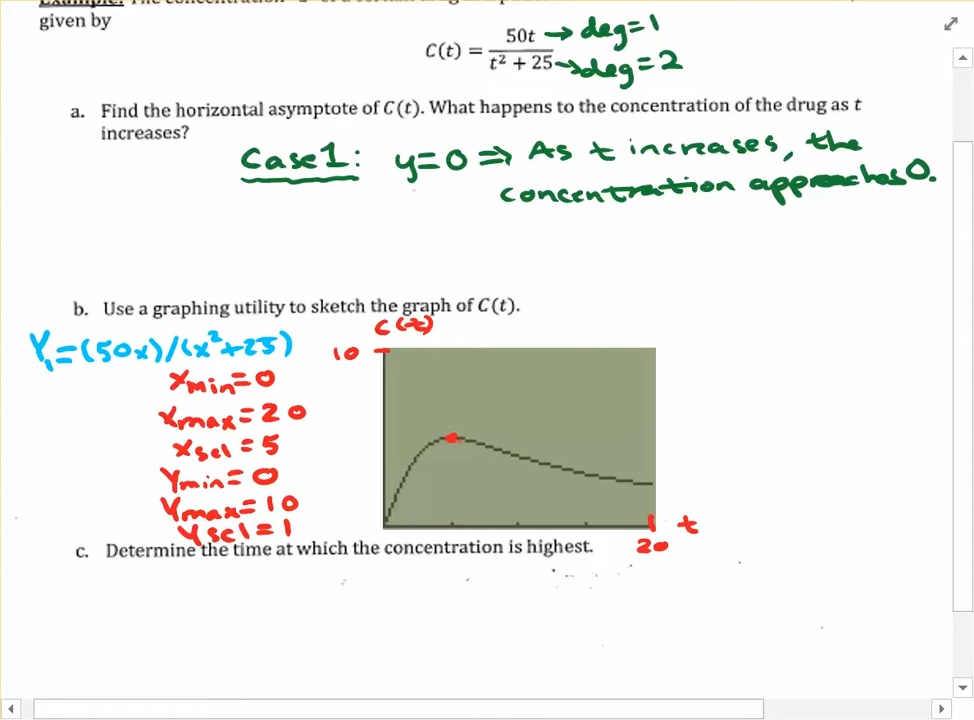 Example: The concentration
given by
C(t) = 50t / t² + 25
→ deg=1
→ deg=2
a. Find the horizontal asymptote of C(t). What happens to the concentration of the drug as t
increases?
Case 1: y=0 ⇒ As t increases, the
concentration approaches 0.
b. Use a graphing utility to sketch the graph of C(t).
C(t)
Y₁=(50x)/(x²+25)
10
xmin=0
xmax=20
xscl=5
Ymin=0
Ymax=10
Yscl=1
t
20
c. Determine the time at which the concentration is highest.